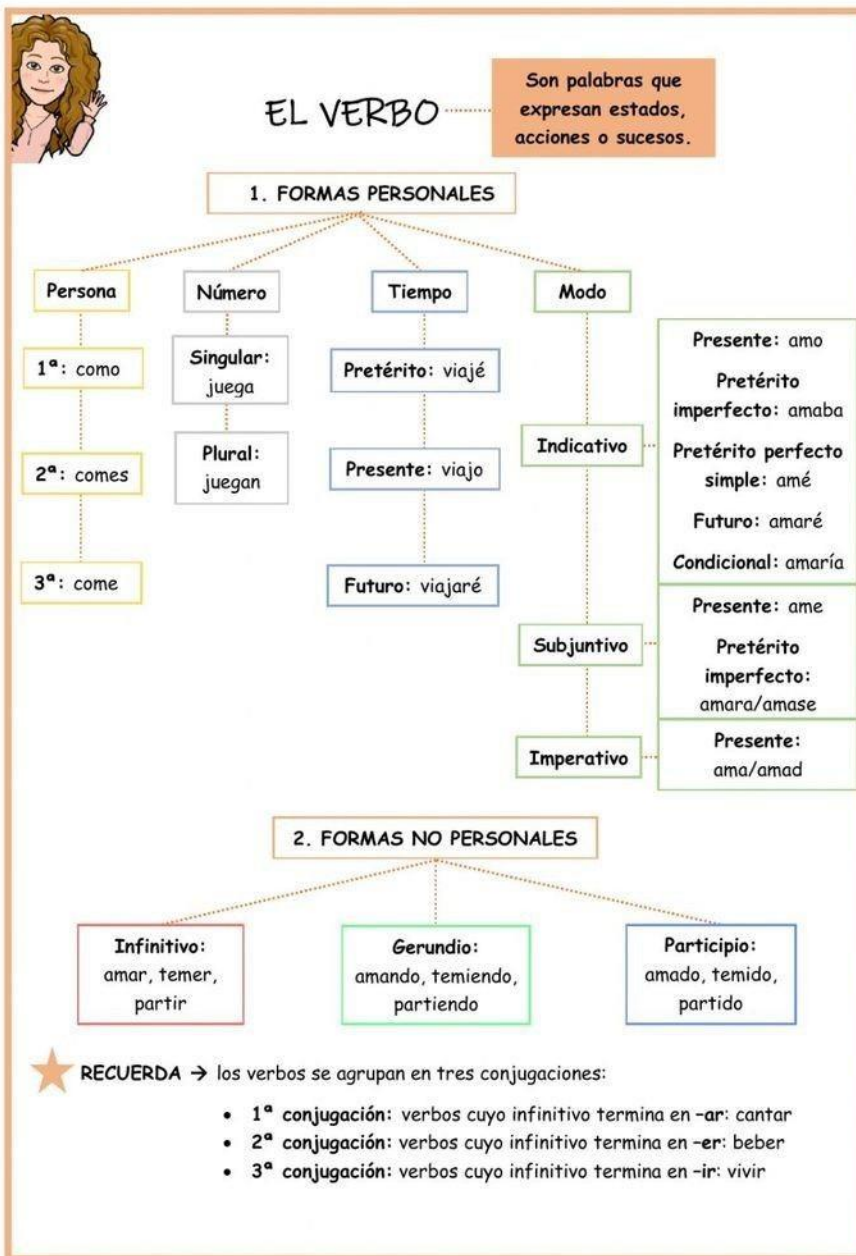 EL VERBO
Son palabras que
expresan estados,
acciones o sucesos.
1. FORMAS PERSONALES
Persona
1ª: como
2ª: comes
3ª: come
Número
Singular:
juega
Plural:
juegan
Tiempo
Pretérito: viajé
Presente: viajo
Futuro: viajaré
Modo
Indicativo
Presente: amo
Pretérito
imperfecto: amaba
Pretérito perfecto
simple: amé
Futuro: amaré
Condicional: amaría
Subjuntivo
Presente: ame
Pretérito
imperfecto:
amara/amase
Imperativo
Presente:
ama/amad
2. FORMAS NO PERSONALES
Infinitivo:
amar, temer,
partir
Gerundio:
amando, temiendo,
partiendo
Participio:
amado, temido,
partido
RECUERDA → los verbos se agrupan en tres conjugaciones:
• 1ª conjugación: verbos cuyo infinitivo termina en –ar: cantar
• 2ª conjugación: verbos cuyo infinitivo termina en –er: beber
• 3ª conjugación: verbos cuyo infinitivo termina en –ir: vivir